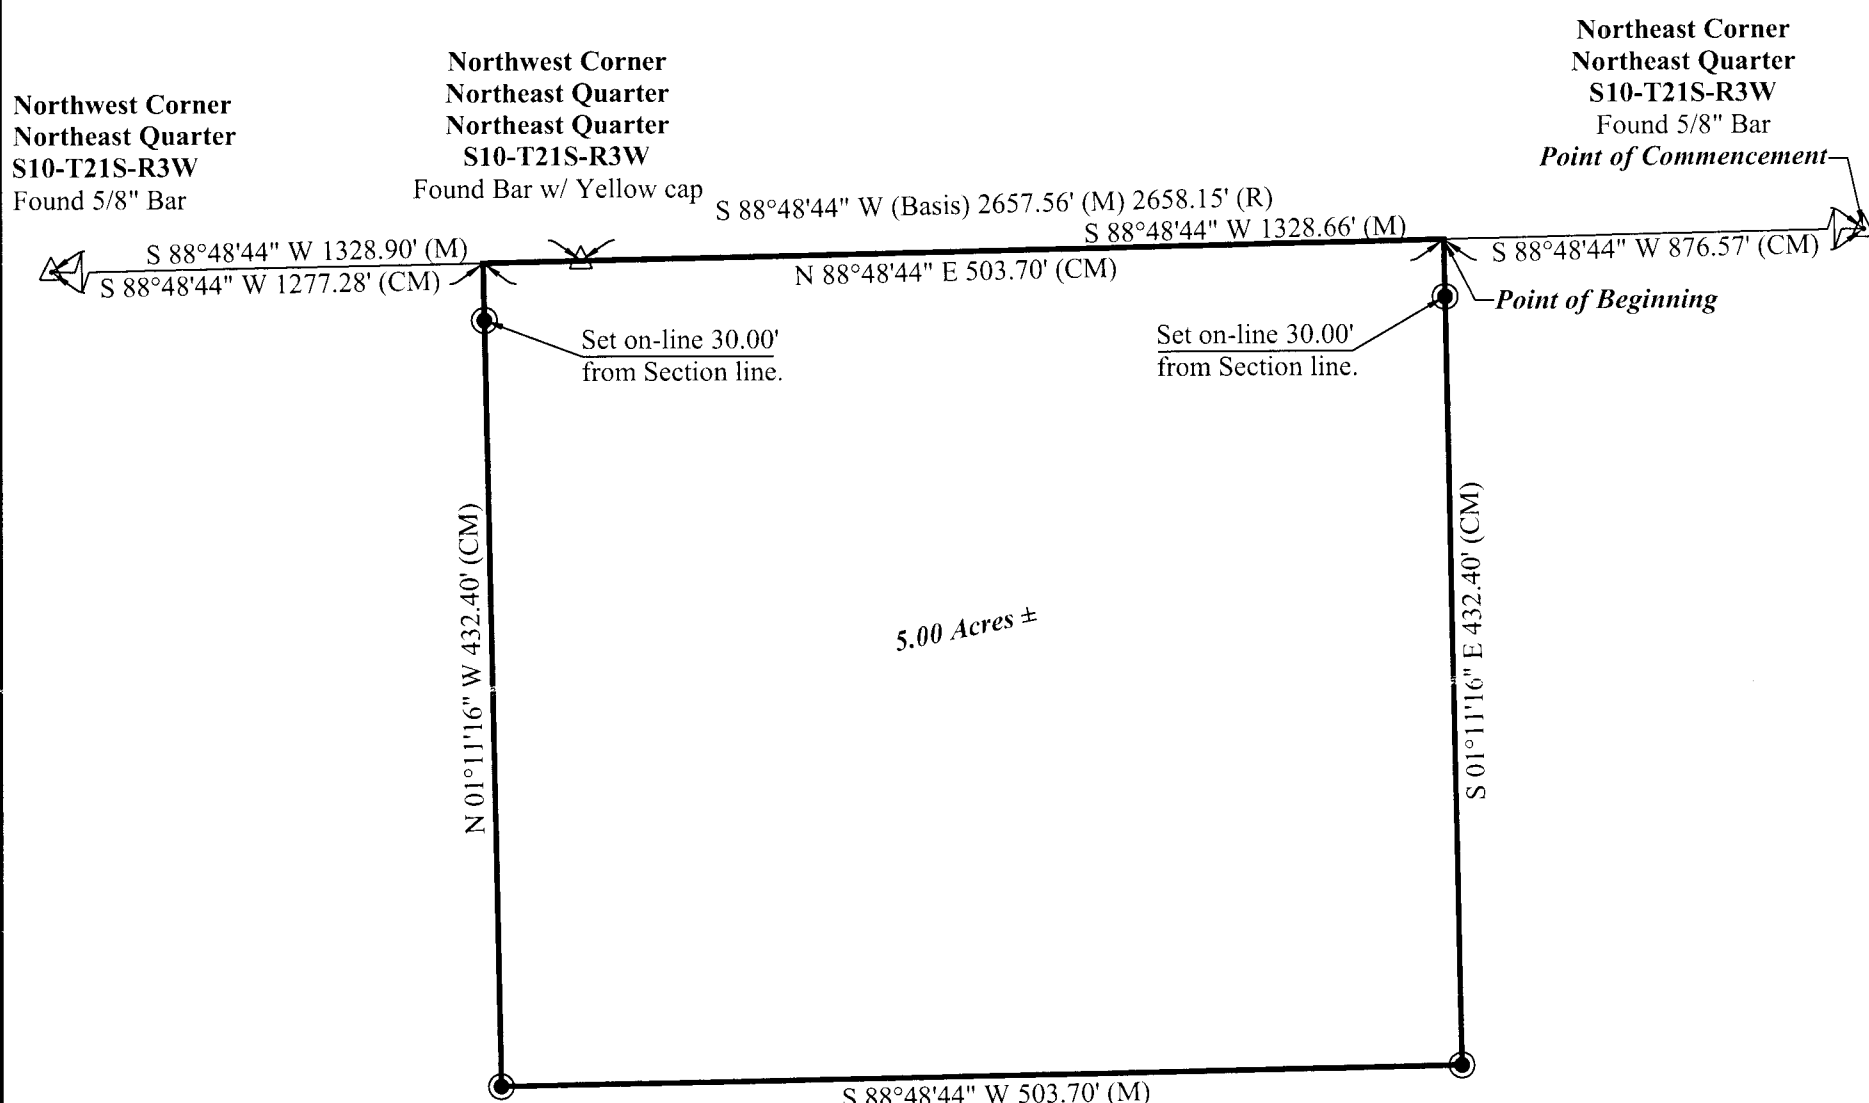 Northwest Corner
Northeast Quarter
S10-T21S-R3W
Found 5/8" Bar
Northwest Corner
Northeast Quarter
Northeast Quarter
S10-T21S-R3W
Found Bar w/ Yellow cap
Northeast Corner
Northeast Quarter
S10-T21S-R3W
Found 5/8" Bar
Point of Commencement
S 88°48'44" W (Basis) 2657.56' (M) 2658.15' (R)
S 88°48'44" W 1328.90' (M)
S 88°48'44" W 1328.66' (M)
S 88°48'44" W 1277.28' (CM)
N 88°48'44" E 503.70' (CM)
S 88°48'44" W 876.57' (CM)
Point of Beginning
Set on-line 30.00'
from Section line.
Set on-line 30.00'
from Section line.
N 01°11'16" W 432.40' (CM)
5.00 Acres ±
S 01°11'16" E 432.40' (CM)
S 88°48'44" W 503.70' (M)